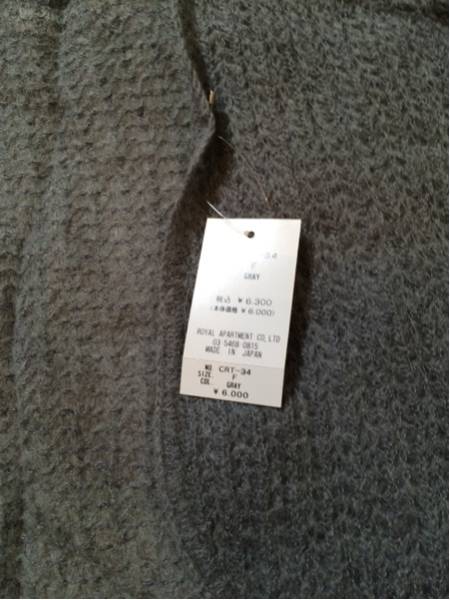 34
F
GRAY
税込 ¥6,300
(本体価格 ¥6,000)
ROYAL APARTMENT CO,LTD
03 5468 0815
MADE IN JAPAN
NO. CRT-34
SIZE. F
COL. GRAY
¥6,000